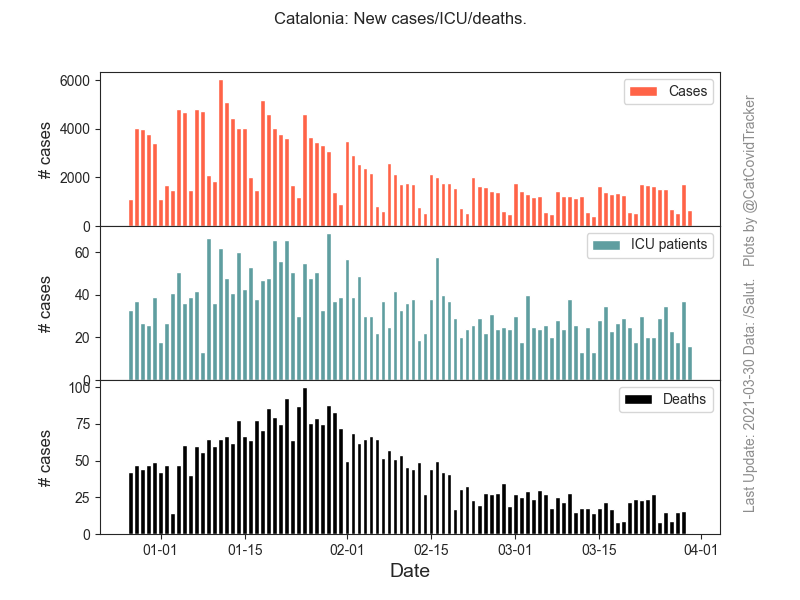 Catalonia: New cases/ICU/deaths.
6000
4000
2000
0
# cases
Cases
60
40
20
0
# cases
ICU patients
100
75
50
25
0
# cases
Deaths
01-01 01-15 02-01 02-15 03-01 03-15 04-01
Date
Last Update: 2021-03-30 Data: /Salut. Plots by @CatCovidTracker